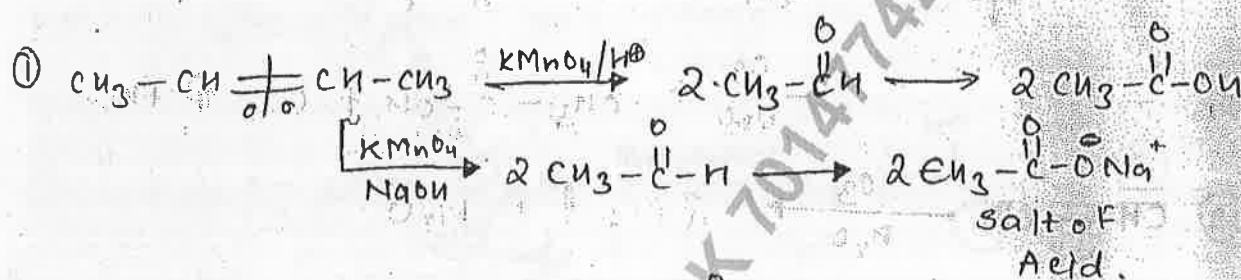 ① CH₃-CH=CH-CH₃ KMnO₄/H⊕ → 2 CH₃-C(=O)-H → 2 CH₃-C(=O)-OH
o/o
KMnO₄ / NaOH → 2 CH₃-C(=O)-H → 2 CH₃-C(=O)-O⊖Na⁺
salt of
Acid.
7014774